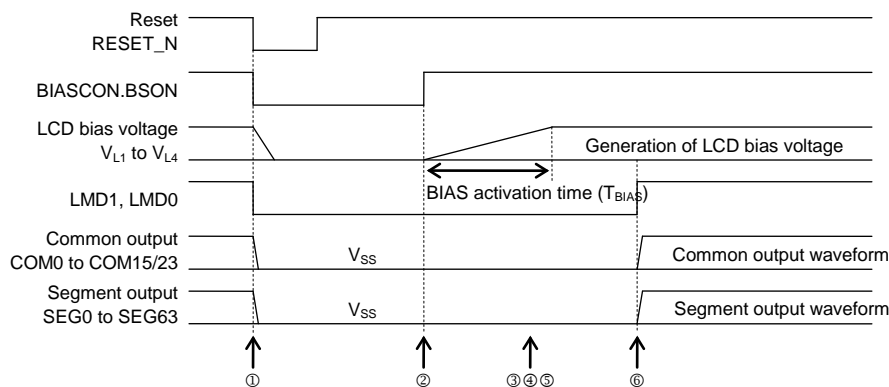 Reset
RESET_N
BIASCON.BSON
LCD bias voltage
VL1 to VL4
Generation of LCD bias voltage
BIAS activation time (TBIAS)
LMD1, LMD0
Common output
COM0 to COM15/23
VSS
Common output waveform
Segment output
SEG0 to SEG63
VSS
Segment output waveform
① ② ③④⑤ ⑥